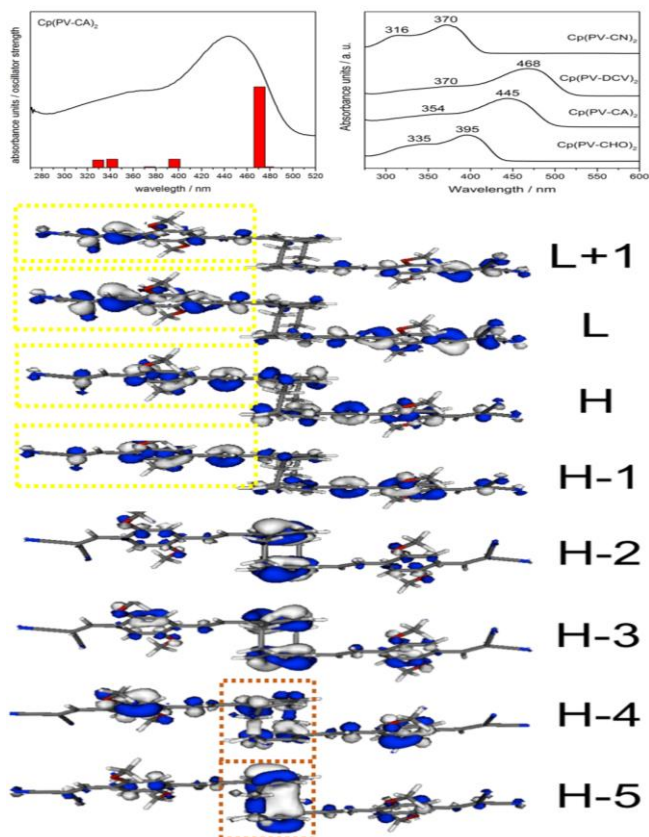 Cp(PV-CA)₂
absorbance units / oscillator strength
280 300 320 340 360 380 400 420 440 460 480 500 520
wavelegth / nm
316 370
Cp(PV-CN)₂
468
370
Cp(PV-DCV)₂
445
354
Cp(PV-CA)₂
335 395
Cp(PV-CHO)₂
Absorbance units / a. u.
300 350 400 450 500 550 600
Wavelength / nm
L+1
L
H
H-1
H-2
H-3
H-4
H-5